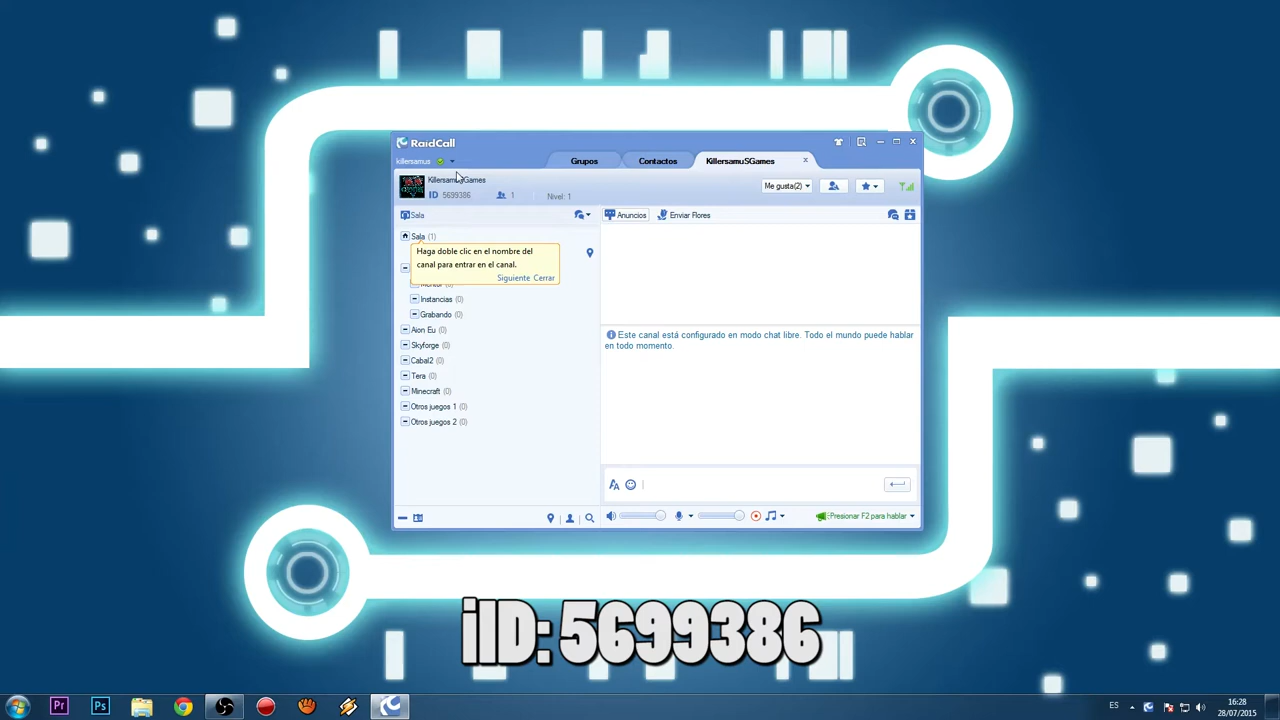 RaidCall
killersamus
Grupos
Contactos
KillersamuSGames
ID 5699386
1
Nivel: 1
Me gusta(2)
Sala
Anuncios
Enviar Flores
Sala (1)
Haga doble clic en el nombre del
canal para entrar en el canal.
Siguiente Cerrar
Instancias (0)
Grabando (0)
Aion Eu (0)
Skyforge (0)
Cabal2 (0)
Tera (0)
Minecraft (0)
Otros juegos 1 (0)
Otros juegos 2 (0)
Este canal está configurado en modo chat libre. Todo el mundo puede hablar
en todo momento.
Presionar F2 para hablar
iID: 5699386
Pr
Ps
ES
16:28
28/07/2015